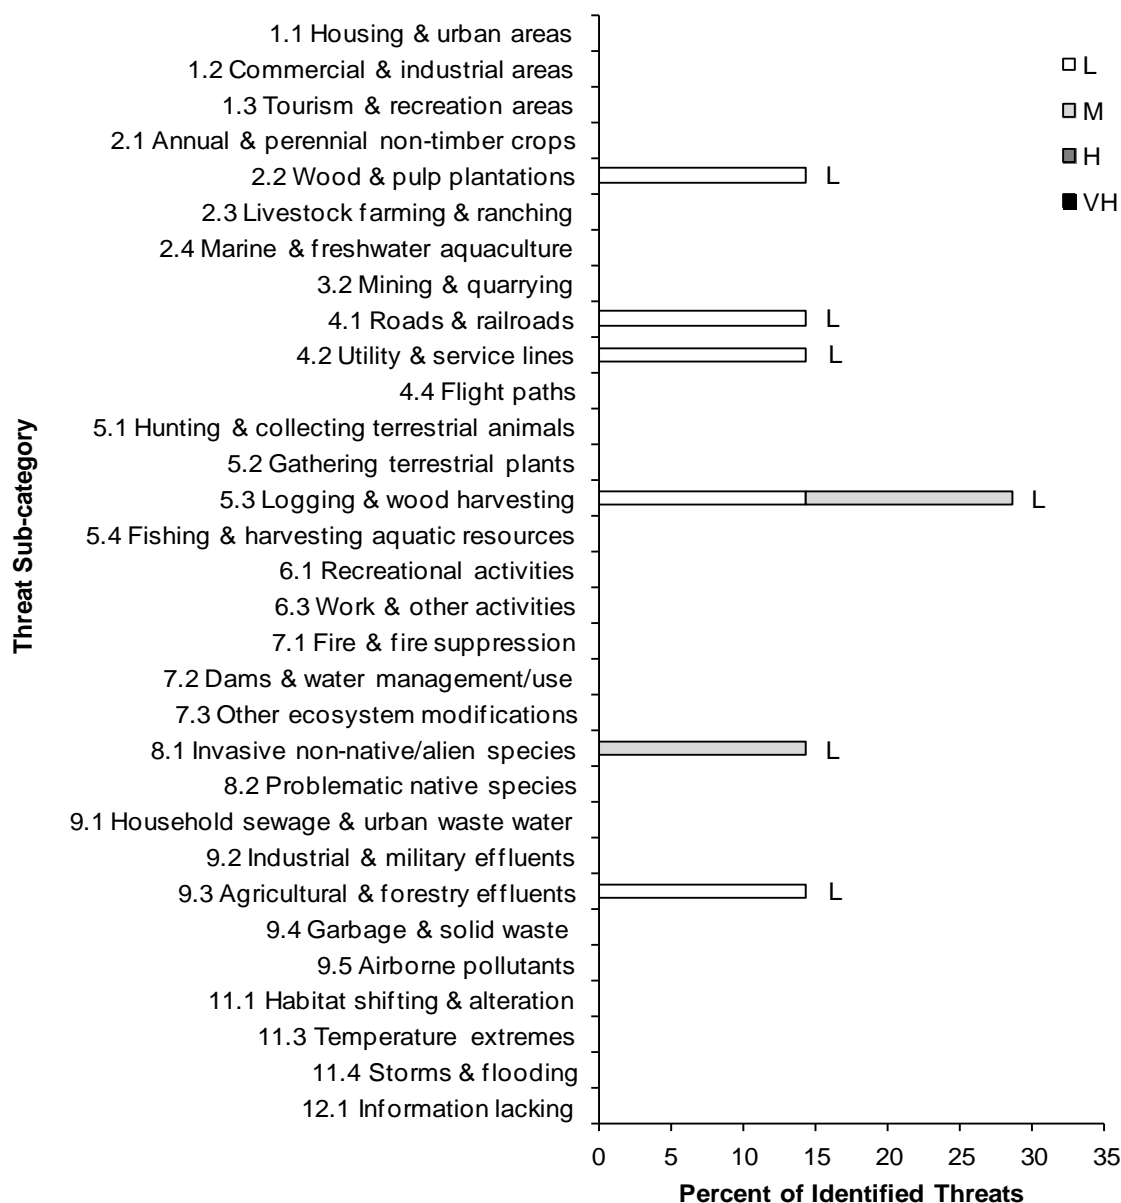 1.1 Housing & urban areas
1.2 Commercial & industrial areas
1.3 Tourism & recreation areas
2.1 Annual & perennial non-timber crops
2.2 Wood & pulp plantations L
2.3 Livestock farming & ranching
2.4 Marine & freshwater aquaculture
3.2 Mining & quarrying
4.1 Roads & railroads L
4.2 Utility & service lines L
4.4 Flight paths
5.1 Hunting & collecting terrestrial animals
5.2 Gathering terrestrial plants
5.3 Logging & wood harvesting L
5.4 Fishing & harvesting aquatic resources
6.1 Recreational activities
6.3 Work & other activities
7.1 Fire & fire suppression
7.2 Dams & water management/use
7.3 Other ecosystem modifications
8.1 Invasive non-native/alien species L
8.2 Problematic native species
9.1 Household sewage & urban waste water
9.2 Industrial & military effluents
9.3 Agricultural & forestry effluents L
9.4 Garbage & solid waste
9.5 Airborne pollutants
11.1 Habitat shifting & alteration
11.3 Temperature extremes
11.4 Storms & flooding
12.1 Information lacking
Threat Sub-category
L
M
H
VH
0 5 10 15 20 25 30 35
Percent of Identified Threats